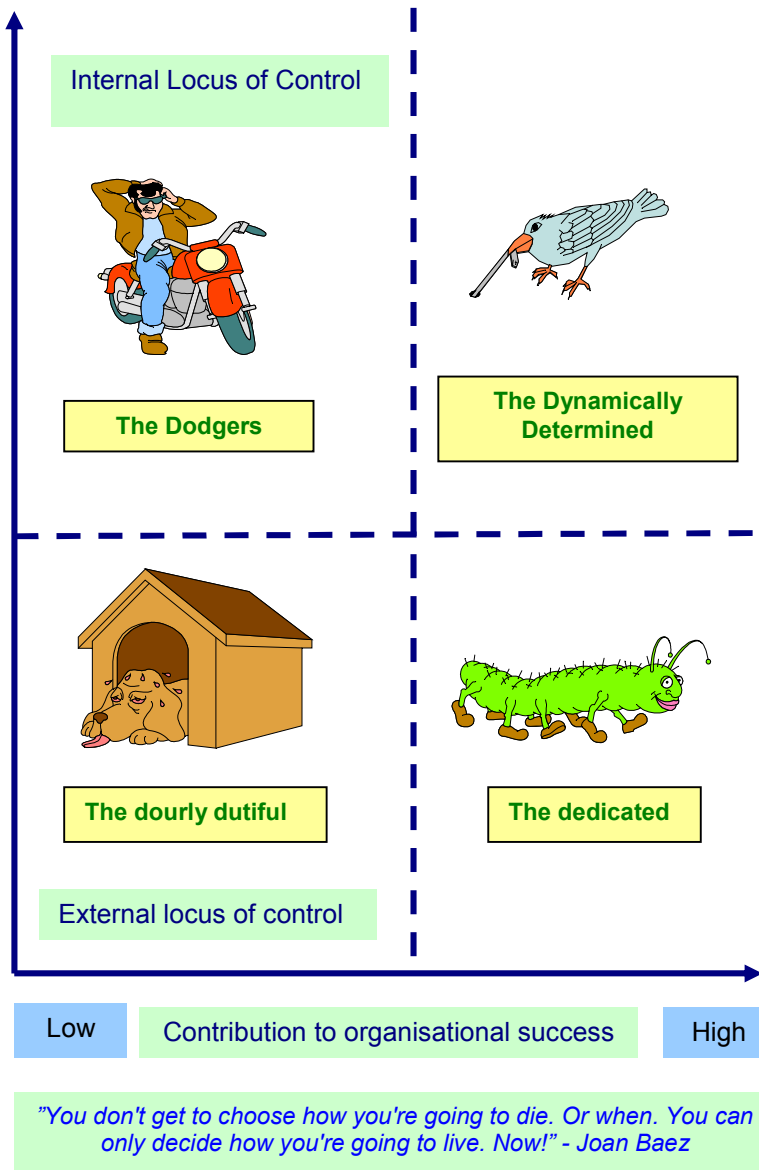 Internal Locus of Control
The Dodgers
The Dynamically
Determined
The dourly dutiful
The dedicated
External locus of control
Low
Contribution to organisational success
High
”You don't get to choose how you're going to die. Or when. You can
only decide how you're going to live. Now!” - Joan Baez